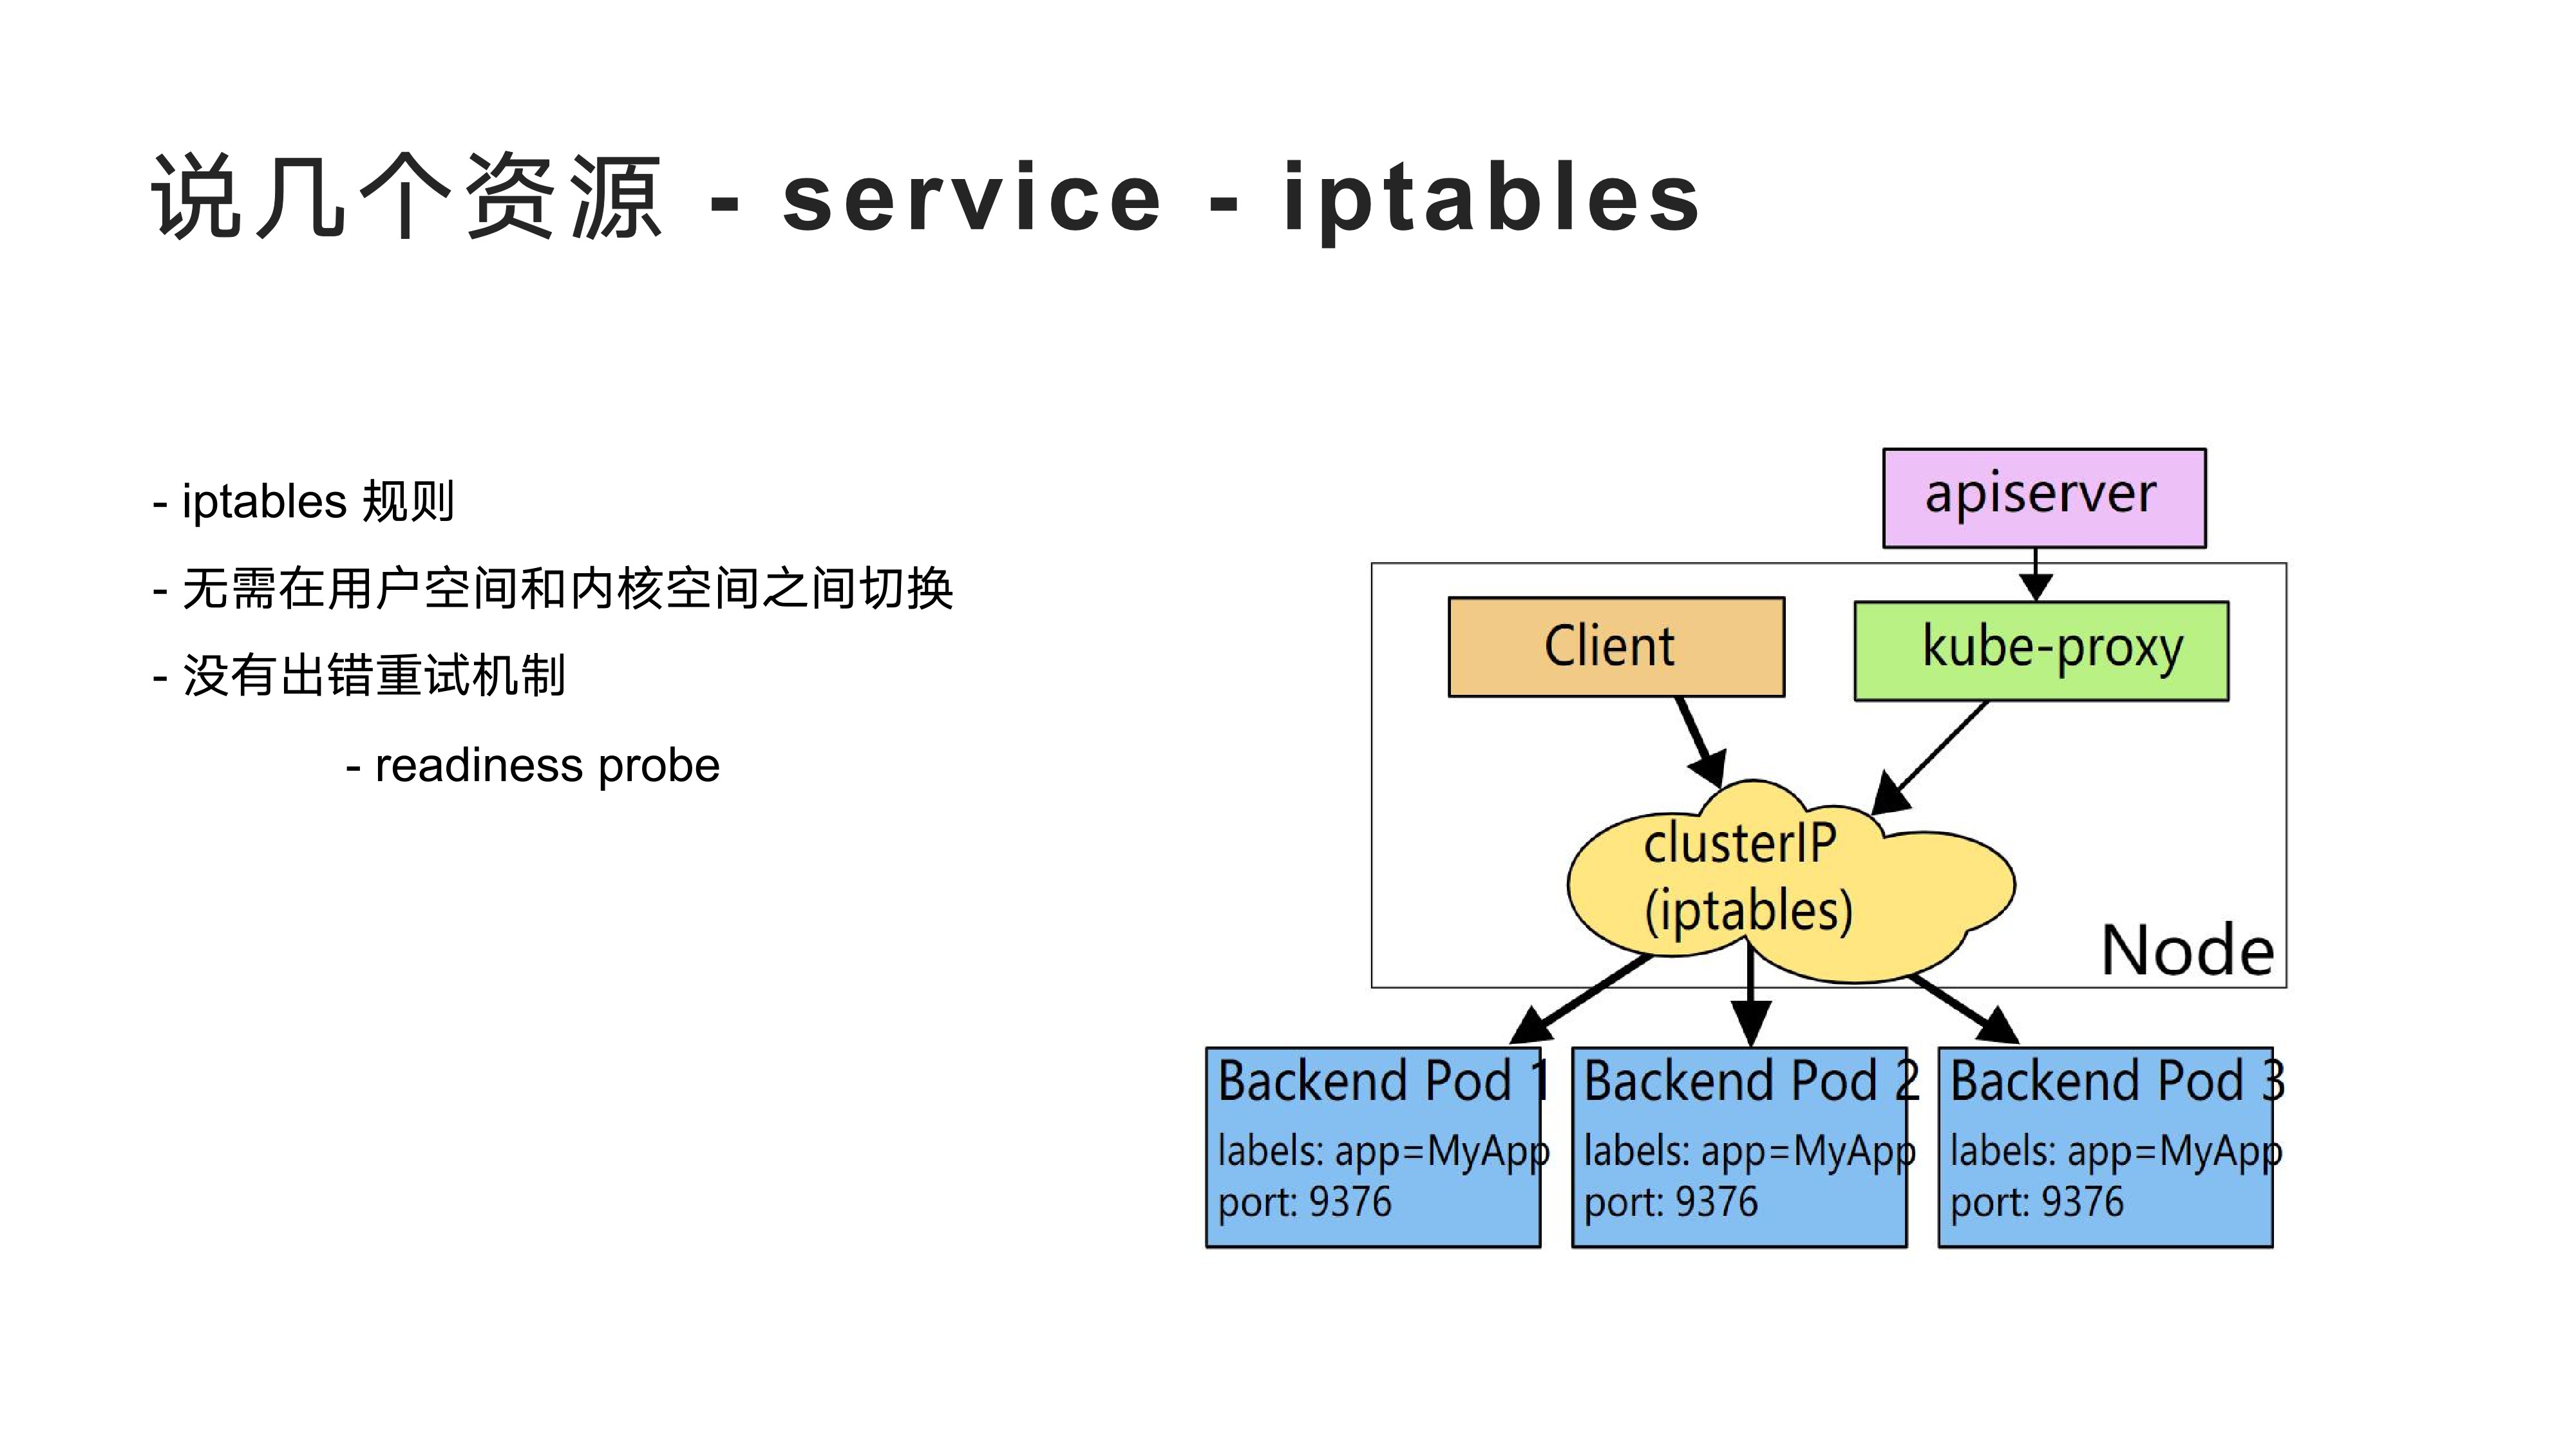 说几个资源 - service - iptables
- iptables 规则
- 无需在用户空间和内核空间之间切换
- 没有出错重试机制
- readiness probe
apiserver
Client
kube-proxy
clusterIP
(iptables)
Node
Backend Pod 1
labels: app=MyApp
port: 9376
Backend Pod 2
labels: app=MyApp
port: 9376
Backend Pod 3
labels: app=MyApp
port: 9376